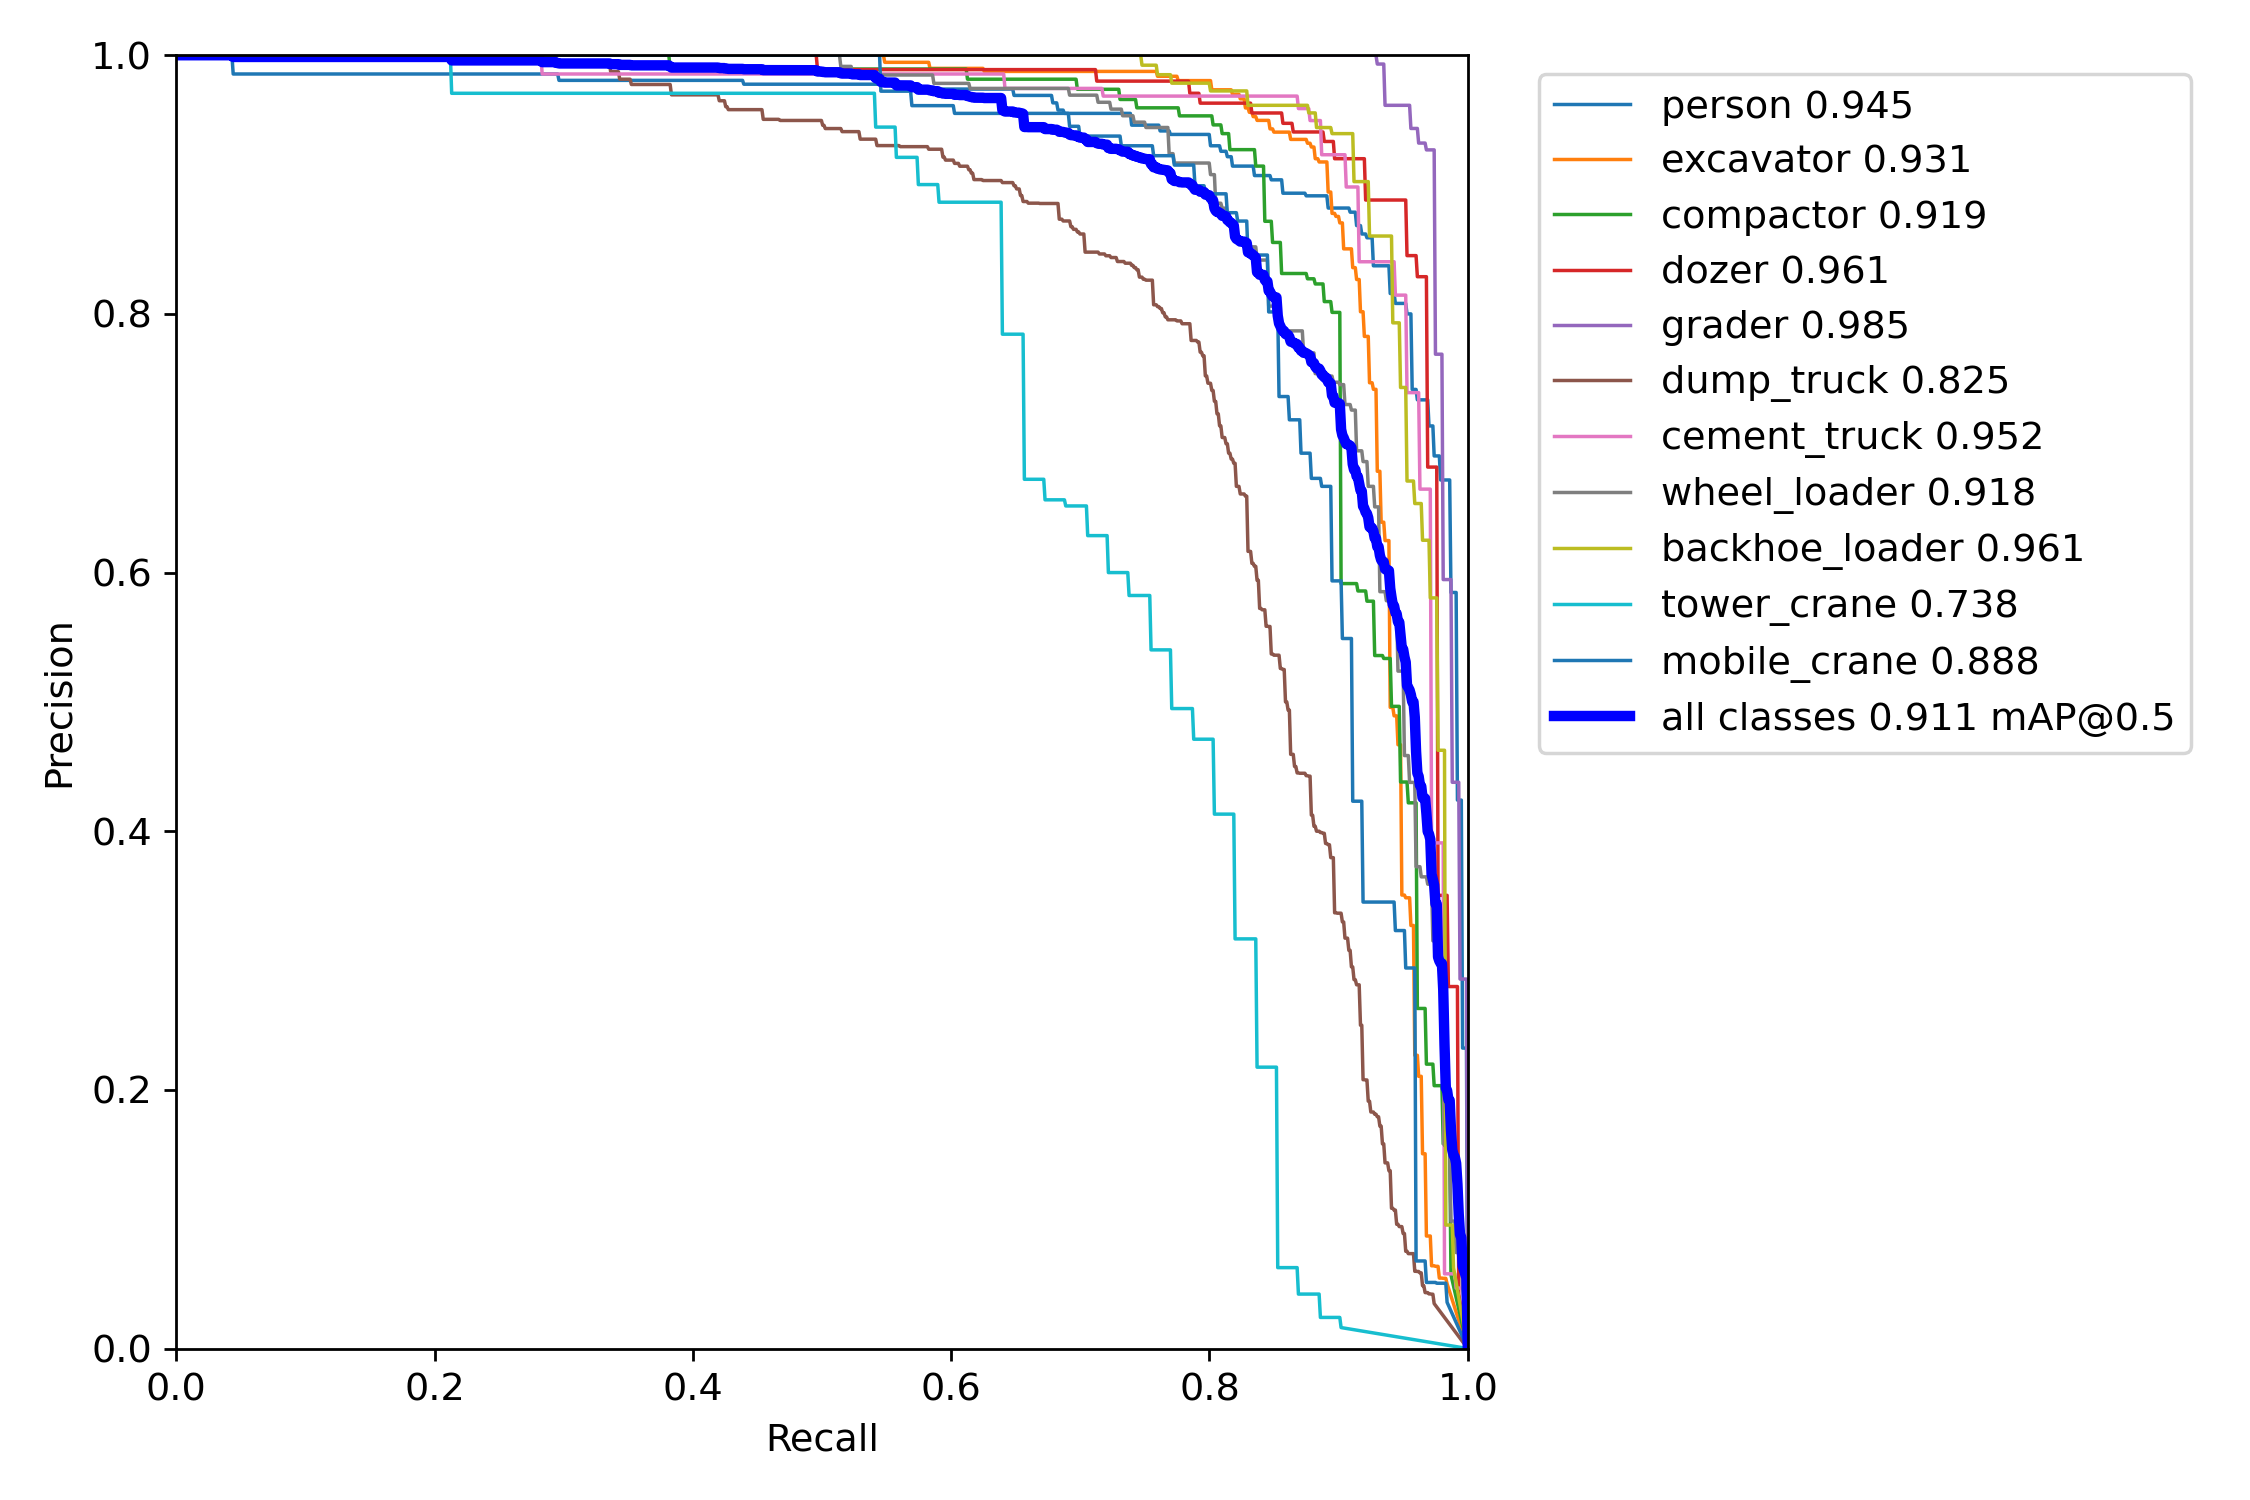 1.0
0.8
0.6
0.4
0.2
0.0
Precision
0.0 0.2 0.4 0.6 0.8 1.0
Recall
person 0.945
excavator 0.931
compactor 0.919
dozer 0.961
grader 0.985
dump_truck 0.825
cement_truck 0.952
wheel_loader 0.918
backhoe_loader 0.961
tower_crane 0.738
mobile_crane 0.888
all classes 0.911 mAP@0.5